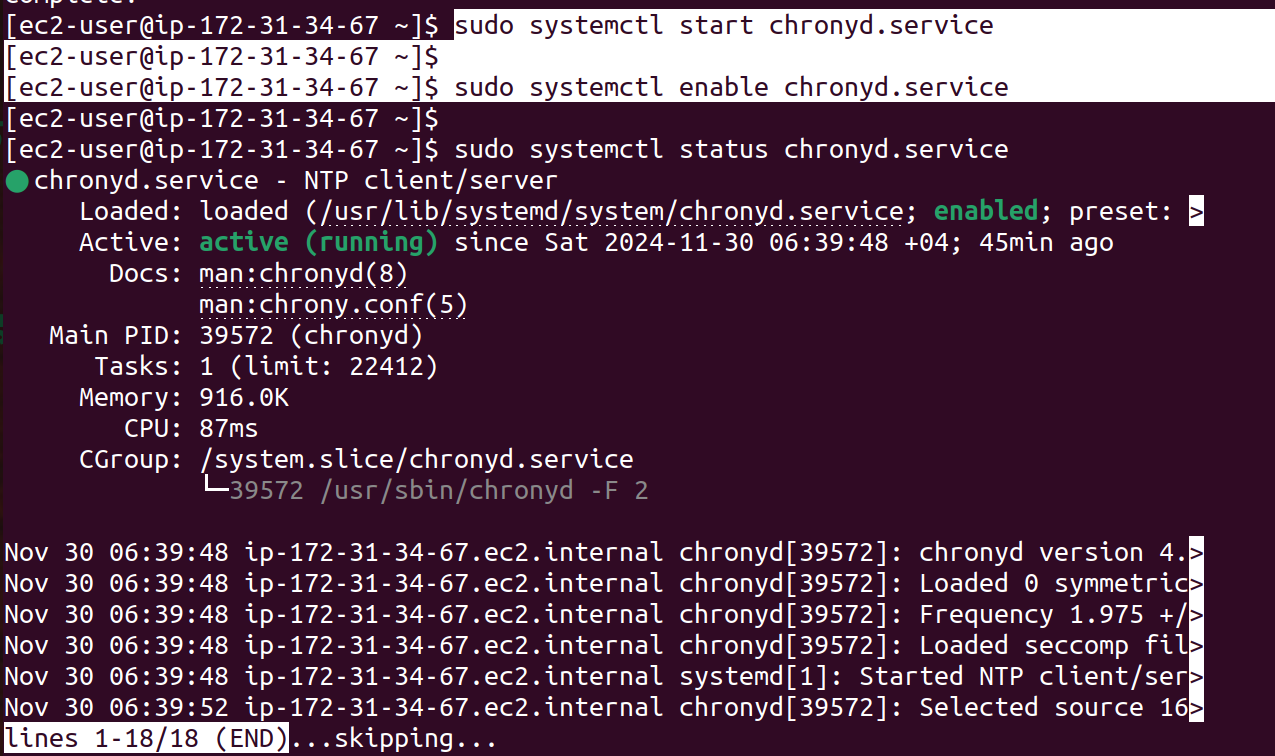 complete.
[ec2-user@ip-172-31-34-67 ~]$ sudo systemctl start chronyd.service
[ec2-user@ip-172-31-34-67 ~]$
[ec2-user@ip-172-31-34-67 ~]$ sudo systemctl enable chronyd.service
[ec2-user@ip-172-31-34-67 ~]$
[ec2-user@ip-172-31-34-67 ~]$ sudo systemctl status chronyd.service
● chronyd.service - NTP client/server
Loaded: loaded (/usr/lib/systemd/system/chronyd.service; enabled; preset: >
Active: active (running) since Sat 2024-11-30 06:39:48 +04; 45min ago
Docs: man:chronyd(8)
man:chrony.conf(5)
Main PID: 39572 (chronyd)
Tasks: 1 (limit: 22412)
Memory: 916.0K
CPU: 87ms
CGroup: /system.slice/chronyd.service
└─39572 /usr/sbin/chronyd -F 2
Nov 30 06:39:48 ip-172-31-34-67.ec2.internal chronyd[39572]: chronyd version 4.>
Nov 30 06:39:48 ip-172-31-34-67.ec2.internal chronyd[39572]: Loaded 0 symmetric>
Nov 30 06:39:48 ip-172-31-34-67.ec2.internal chronyd[39572]: Frequency 1.975 +/>
Nov 30 06:39:48 ip-172-31-34-67.ec2.internal chronyd[39572]: Loaded seccomp fil>
Nov 30 06:39:48 ip-172-31-34-67.ec2.internal systemd[1]: Started NTP client/ser>
Nov 30 06:39:52 ip-172-31-34-67.ec2.internal chronyd[39572]: Selected source 16>
lines 1-18/18 (END)...skipping...